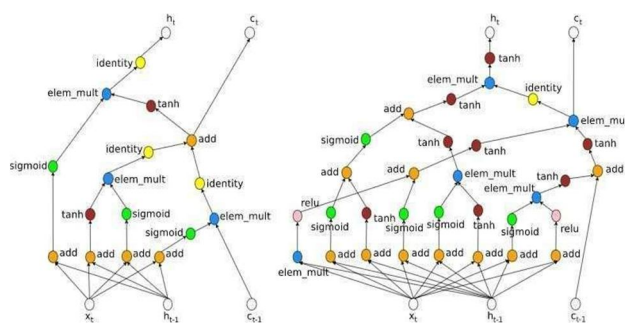 h_t c_t h_t c_t
identity tanh
elem_mult elem_mult identity
tanh add tanh
add elem_mult
sigmoid tanh tanh
identity add tanh
sigmoid add add
elem_mult identity elem_mult tanh
tanh sigmoid elem_mult relu elem_mult
sigmoid sigmoid tanh sigmoid sigmoid tanh sigmoid relu
add add add add elem_mult add add add add add add add
x_t h_t-1 c_t-1 x_t h_t-1 c_t-1